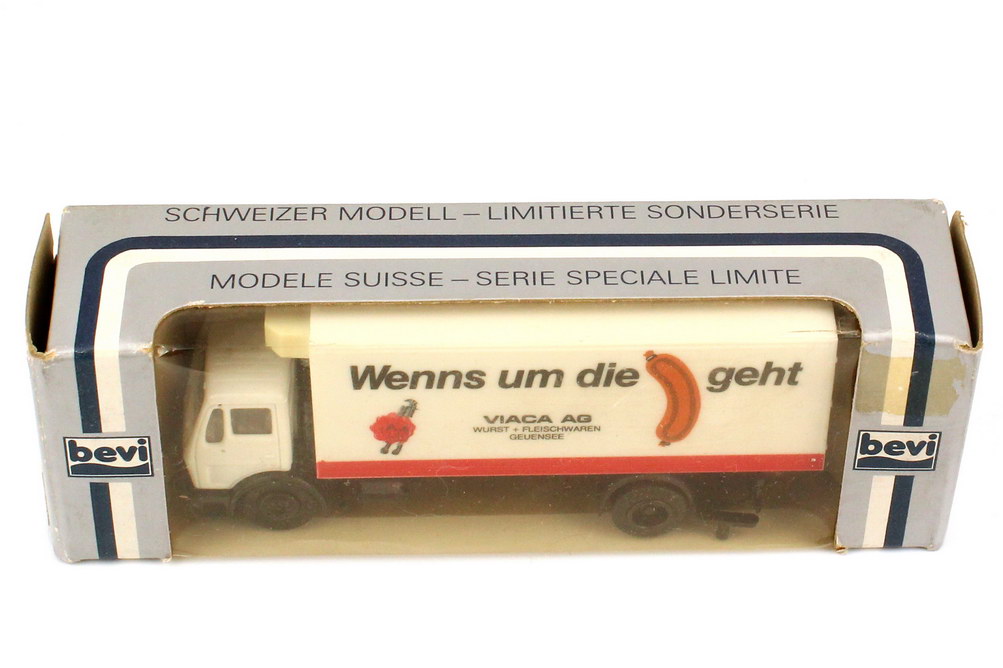 SCHWEIZER MODELL – LIMITIERTE SONDERSERIE
MODELE SUISSE – SERIE SPECIALE LIMITE
Wenns um die geht
VIACA AG
WURST + FLEISCHWAREN
GEUENSEE
bevi
bevi